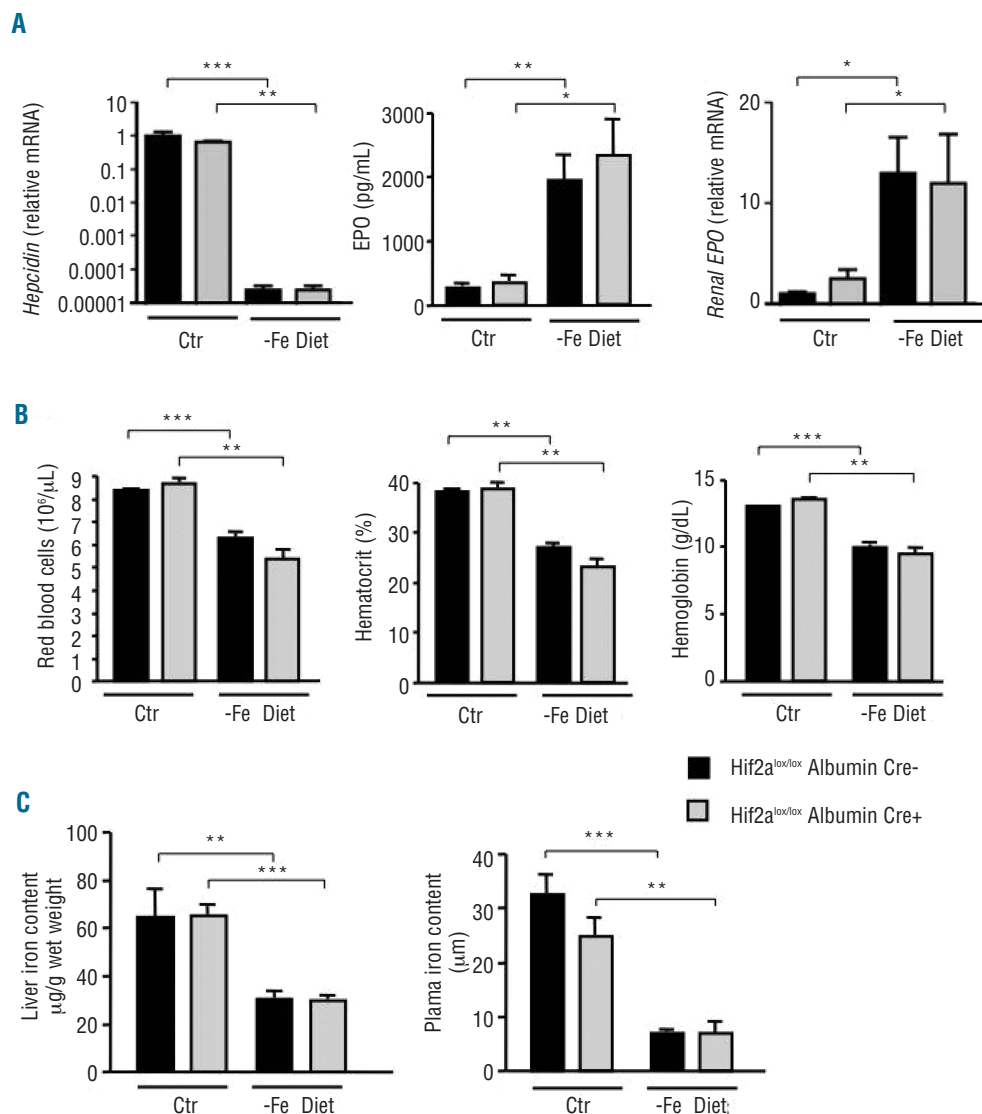 A
Hepcidin (relative mRNA)
10
1
0.1
0.01
0.001
0.0001
0.00001
***
**
Ctr
-Fe Diet
EPO (pg/mL)
3000
2000
1000
0
**
*
Ctr
-Fe Diet
Renal EPO (relative mRNA)
20
10
0
*
*
Ctr
-Fe Diet
B
Red blood cells (10⁶/µL)
9
8
7
6
5
4
3
2
1
0
***
**
Ctr
-Fe Diet
Hematocrit (%)
40
30
20
10
0
**
**
Ctr
-Fe Diet
Hemoglobin (g/dL)
15
10
5
0
***
**
Ctr
-Fe Diet
Hif2a^lox/lox Albumin Cre-
Hif2a^lox/lox Albumin Cre+
C
Liver iron content
µg/g wet weight
100
80
60
40
20
0
**
***
Ctr
-Fe Diet
Plama iron content
(µm)
40
30
20
10
0
***
**
Ctr
-Fe Diet: